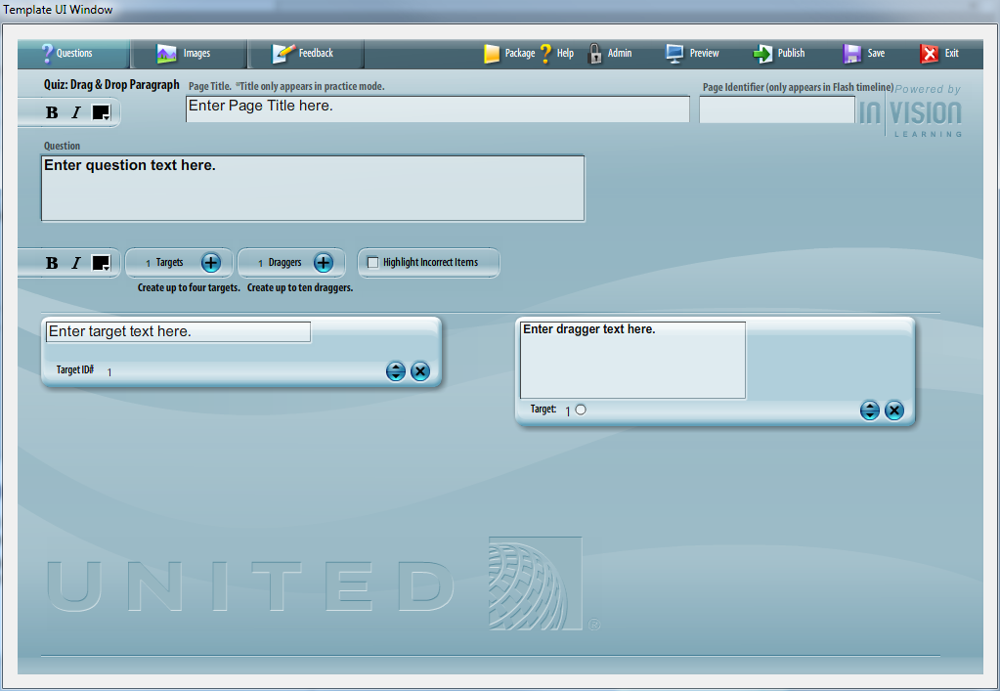 Template UI Window
Questions Images Feedback Package Help Admin Preview Publish Save Exit
Quiz: Drag & Drop Paragraph Page Title. *Title only appears in practice mode. Page Identifier (only appears in Flash timeline) Powered by
B I Enter Page Title here. IN VISION
LEARNING
Question
Enter question text here.
B I 1 Targets 1 Draggers Highlight Incorrect Items
Create up to four targets. Create up to ten draggers.
Enter target text here. Enter dragger text here.
Target ID# 1
Target: 1
UNITED ®